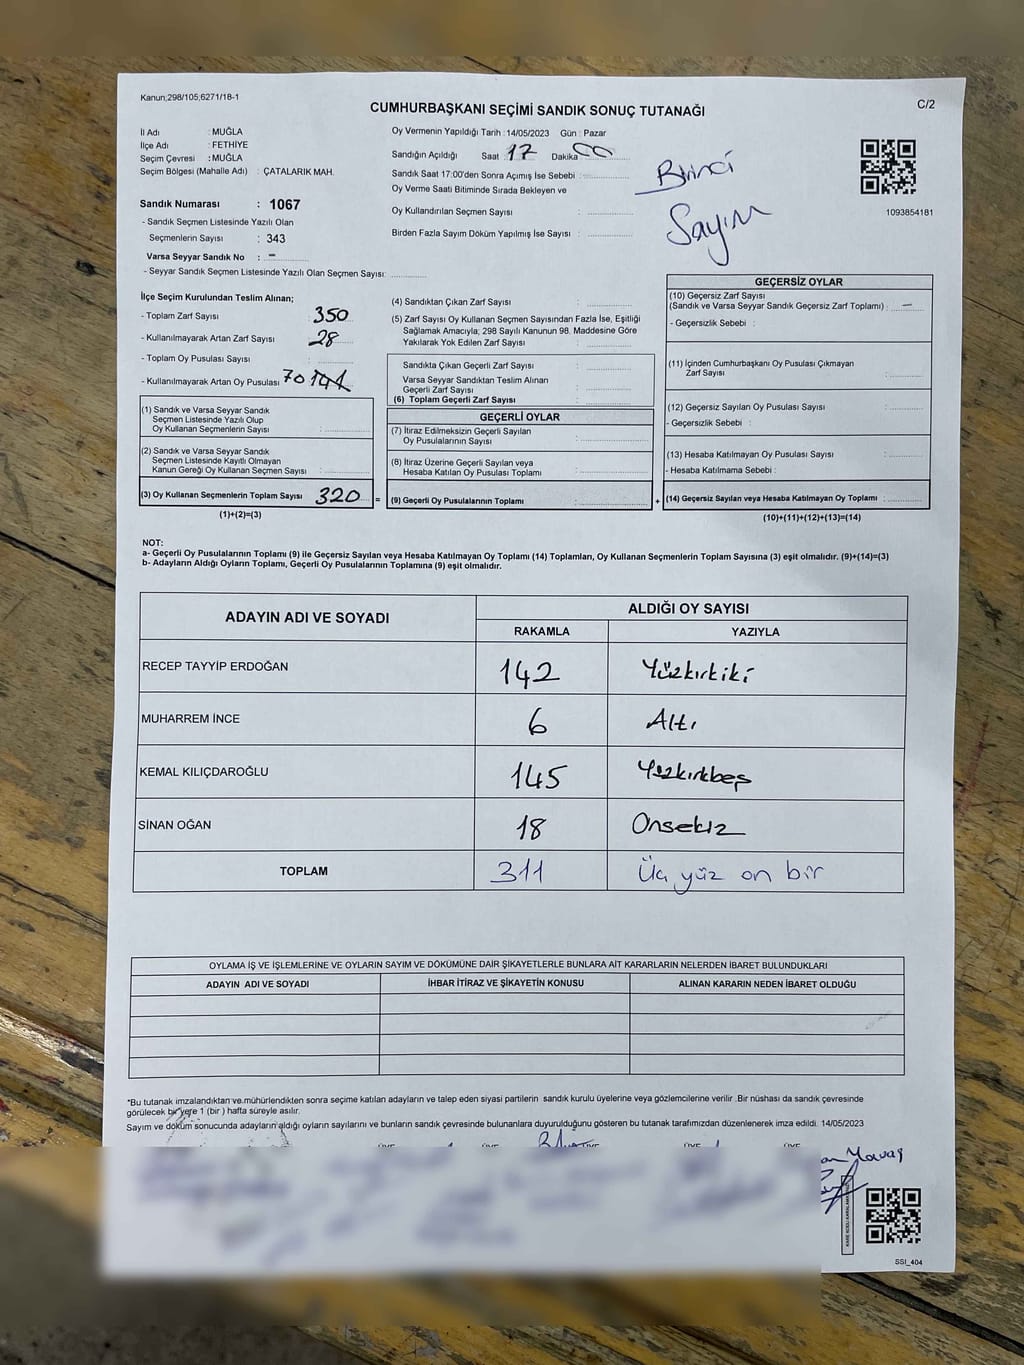 Kanun;298/105;6271/18-1
C/2
CUMHURBAŞKANI SEÇİMİ SANDIK SONUÇ TUTANAĞI
İl Adı : MUĞLA
İlçe Adı : FETHİYE
Seçim Çevresi : MUĞLA
Seçim Bölgesi (Mahalle Adı) : ÇATALARIK MAH.
Sandık Numarası : 1067
- Sandık Seçmen Listesinde Yazılı Olan
Seçmenlerin Sayısı : 343
Varsa Seyyar Sandık No : -
- Seyyar Sandık Listesinde Yazılı Olan Seçmen Sayısı:
Oy Vermenin Yapıldığı Tarih : 14/05/2023 Gün : Pazar
Sandığın Açıldığı Saat : 17 Dakika 00
Sandık Saat 17:00'den Sonra Açımış İse Sebebi :
Oy Verme Saati Bitiminde Sırada Bekleyen ve
Oy Kullandırılan Seçmen Sayısı :
Birden Fazla Sayım Döküm Yapılmış İse Sayısı :
Birinci
Sayım
1093854181
İlçe Seçim Kurulundan Teslim Alınan;
- Toplam Zarf Sayısı : 350
- Kullanılmayarak Artan Zarf Sayısı : 28
- Toplam Oy Pusulası Sayısı :
- Kullanılmayarak Artan Oy Pusulası : 70
(1) Sandık ve Varsa Seyyar Sandık
Seçmen Listesinde Yazılı Olup
Oy Kullanan Seçmenlerin Sayısı :
(2) Sandık ve Varsa Seyyar Sandık
Seçmen Listesinde Kayıtlı Olmayan
Kanun Gereği Oy Kullanan Seçmen Sayısı :
(3) Oy Kullanan Seçmenlerin Toplam Sayısı 320 =
(1)+(2)=(3)
(4) Sandıktan Çıkan Zarf Sayısı :
(5) Zarf Sayısı Oy Kullanan Seçmen Sayısından Fazla İse, Eşitliği
Sağlamak Amacıyla; 298 Sayılı Kanunun 98. Maddesine Göre
Yakılarak Yok Edilen Zarf Sayısı :
Sandıkta Çıkan Geçerli Zarf Sayısı :
Varsa Seyyar Sandıktan Teslim Alınan
Geçerli Zarf Sayısı :
(6) Toplam Geçerli Zarf Sayısı :
GEÇERLİ OYLAR
(7) İtiraz Edilmeksizin Geçerli Sayılan
Oy Pusulalarının Sayısı :
(8) İtiraz Üzerine Geçerli Sayılan veya
Hesaba Katılan Oy Pusulası Toplamı :
(9) Geçerli Oy Pusulalarının Toplamı : +
GEÇERSİZ OYLAR
(10) Geçersiz Zarf Sayısı
(Sandık ve Varsa Seyyar Sandık Geçersiz Zarf Toplamı) : -
- Geçersizlik Sebebi :
(11) İçinden Cumhurbaşkanı Oy Pusulası Çıkmayan
Zarf Sayısı :
(12) Geçersiz Sayılan Oy Pusulası Sayısı :
- Geçersizlik Sebebi :
(13) Hesaba Katılmayan Oy Pusulası Sayısı :
- Hesaba Katılmama Sebebi :
(14) Geçersiz Sayılan veya Hesaba Katılmayan Oy Toplamı :
(10)+(11)+(12)+(13)=(14)
NOT:
a- Geçerli Oy Pusulalarının Toplamı (9) ile Geçersiz Sayılan veya Hesaba Katılmayan Oy Toplamı (14) Toplamları, Oy Kullanan Seçmenlerin Toplam Sayısına (3) eşit olmalıdır. (9)+(14)=(3)
b- Adayların Aldığı Oyların Toplamı, Geçerli Oy Pusulalarının Toplamına (9) eşit olmalıdır.
ADAYIN ADI VE SOYADI
ALDIĞI OY SAYISI
RAKAMLA YAZIYLA
RECEP TAYYİP ERDOĞAN 142 Yüzkırkiki
MUHARREM İNCE 6 Altı
KEMAL KILIÇDAROĞLU 145 Yüzkırkbeş
SİNAN OĞAN 18 Onsekiz
TOPLAM 311 Üç yüz on bir
OYLAMA İŞ VE İŞLEMLERİNE VE OYLARIN SAYIM VE DÖKÜMÜNE DAİR ŞİKAYETLERLE BUNLARA AİT KARARLARIN NELERDEN İBARET BULUNDUKLARI
ADAYIN ADI VE SOYADI İHBAR İTİRAZ VE ŞİKAYETİN KONUSU ALINAN KARARIN NEDEN İBARET OLDUĞU
*Bu tutanak imzalandıktan ve mühürlendikten sonra seçime katılan adayların ve talep eden siyasi partilerin sandık kurulu üyelerine veya gözlemcilerine verilir .Bir nüshası da sandık çevresinde
görülecek bir yere 1 (bir ) hafta süreyle asılır.
Sayım ve döküm sonucunda adayların aldığı oyların sayılarını ve bunların sandık çevresinde bulunanlara duyurulduğunu gösteren bu tutanak tarafımızdan düzenlenerek imza edildi. 14/05/2023
Yavaş
SSI_404